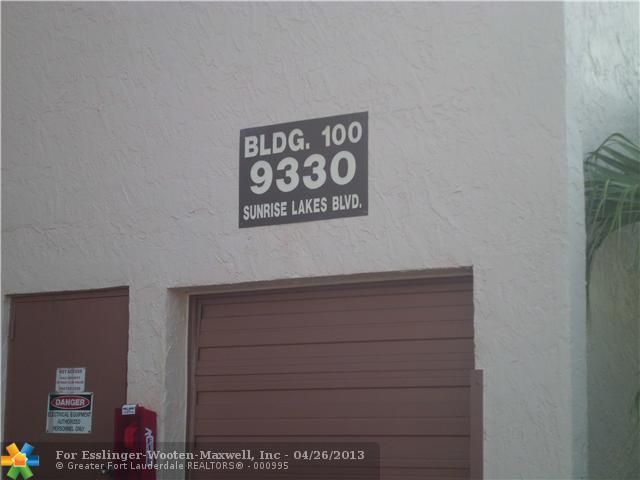 BLDG. 100
9330
SUNRISE LAKES BLVD.
DANGER
ELECTRICAL EQUIPMENT
AUTHORIZED
PERSONNEL ONLY
For Esslinger-Wooten-Maxwell, Inc - 04/26/2013
© Greater Fort Lauderdale REALTORS® - 000995